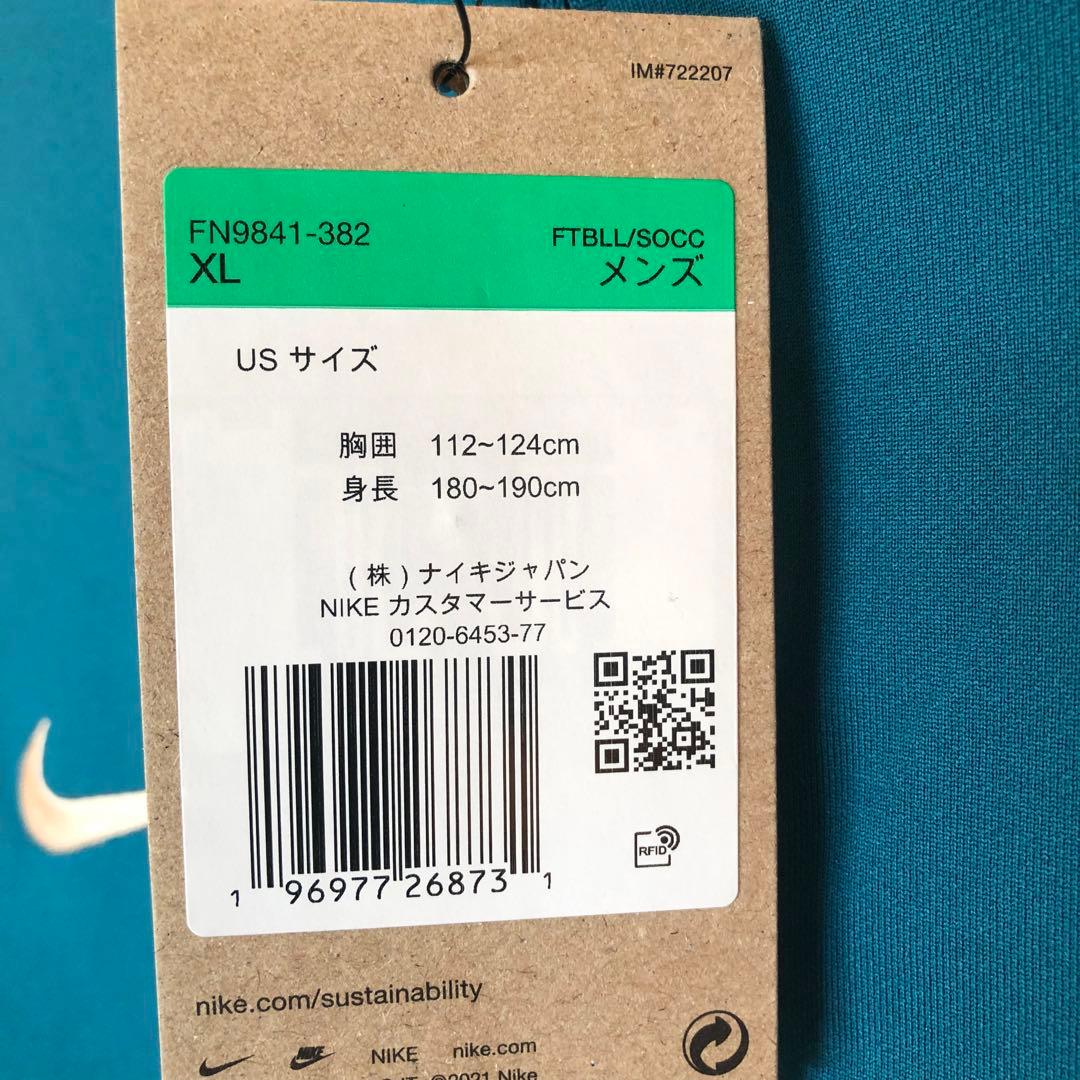 IM#722207
FN9841-382 FTBLL/SOCC
XL メンズ
US サイズ
胸囲 112~124cm
身長 180~190cm
(株)ナイキジャパン
NIKE カスタマーサービス
0120-6453-77
RFID
1 96977 26873 1
nike.com/sustainability
NIKE NIKE nike.com
©2021 Nike